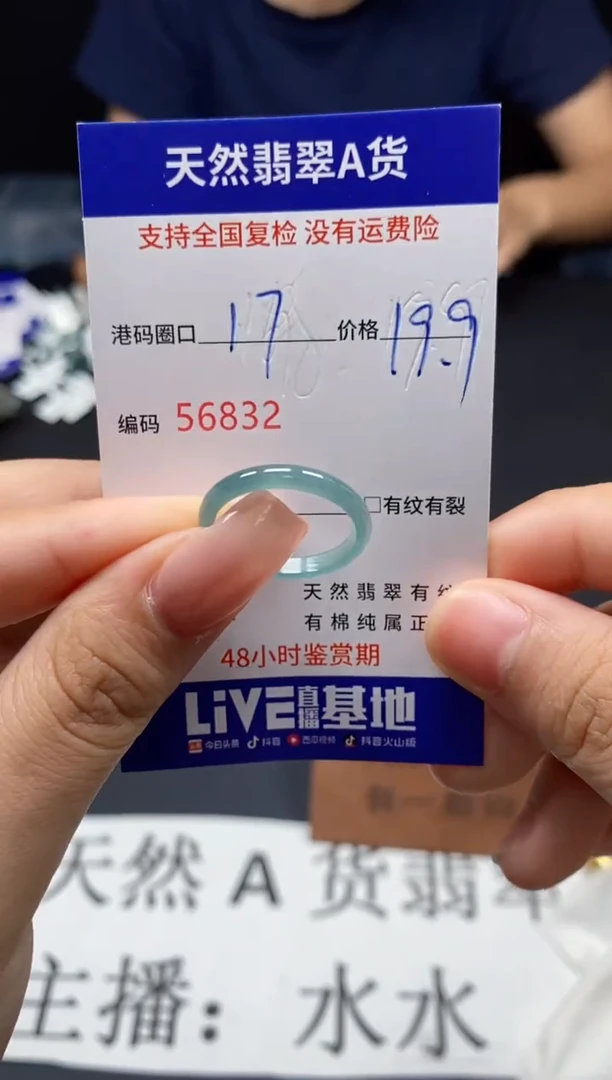 天然翡翠A货
支持全国复检 没有运费险
港码圈口 17 价格 19.9
编码 56832
□有纹有裂
天然翡翠有纹
有棉纯属正
48小时鉴赏期
LiVE直播基地
今日头条 抖音 西瓜视频 抖音火山版
天然A货翡翠
主播：水水